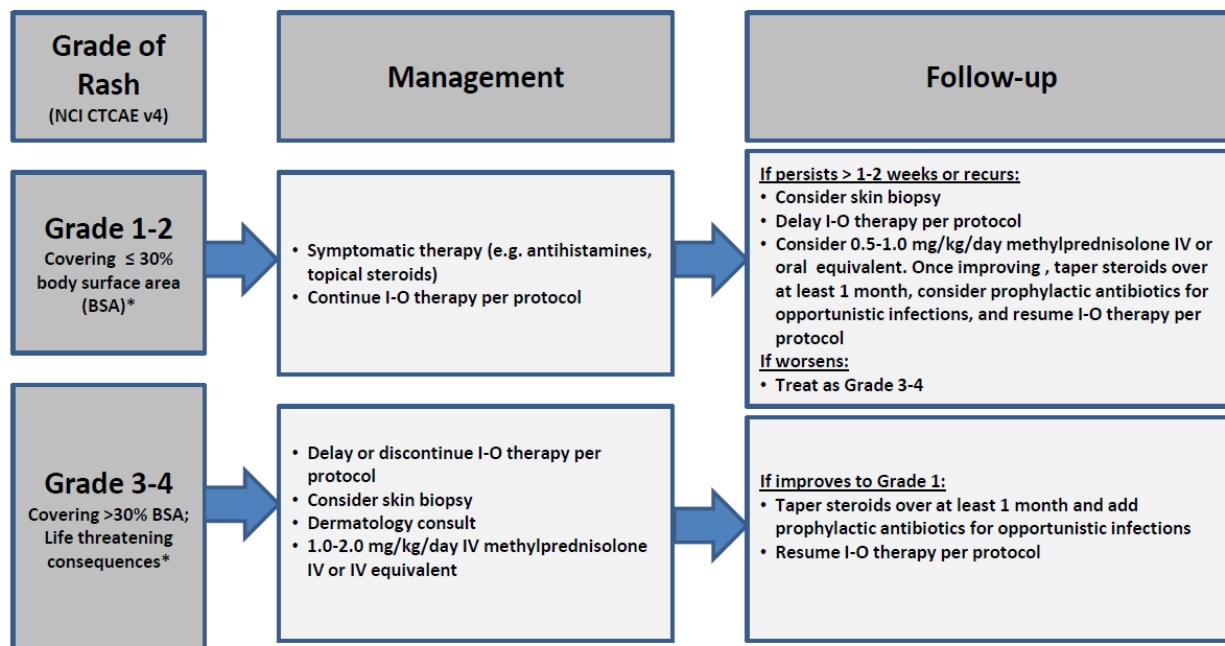 Grade of
Rash
(NCI CTCAE v4)
Management
Follow-up
Grade 1-2
Covering ≤ 30%
body surface area
(BSA)*
• Symptomatic therapy (e.g. antihistamines,
topical steroids)
• Continue I-O therapy per protocol
If persists > 1-2 weeks or recurs:
• Consider skin biopsy
• Delay I-O therapy per protocol
• Consider 0.5-1.0 mg/kg/day methylprednisolone IV or
oral equivalent. Once improving , taper steroids over
at least 1 month, consider prophylactic antibiotics for
opportunistic infections, and resume I-O therapy per
protocol
If worsens:
• Treat as Grade 3-4
Grade 3-4
Covering >30% BSA;
Life threatening
consequences*
• Delay or discontinue I-O therapy per
protocol
• Consider skin biopsy
• Dermatology consult
• 1.0-2.0 mg/kg/day IV methylprednisolone
IV or IV equivalent
If improves to Grade 1:
• Taper steroids over at least 1 month and add
prophylactic antibiotics for opportunistic infections
• Resume I-O therapy per protocol